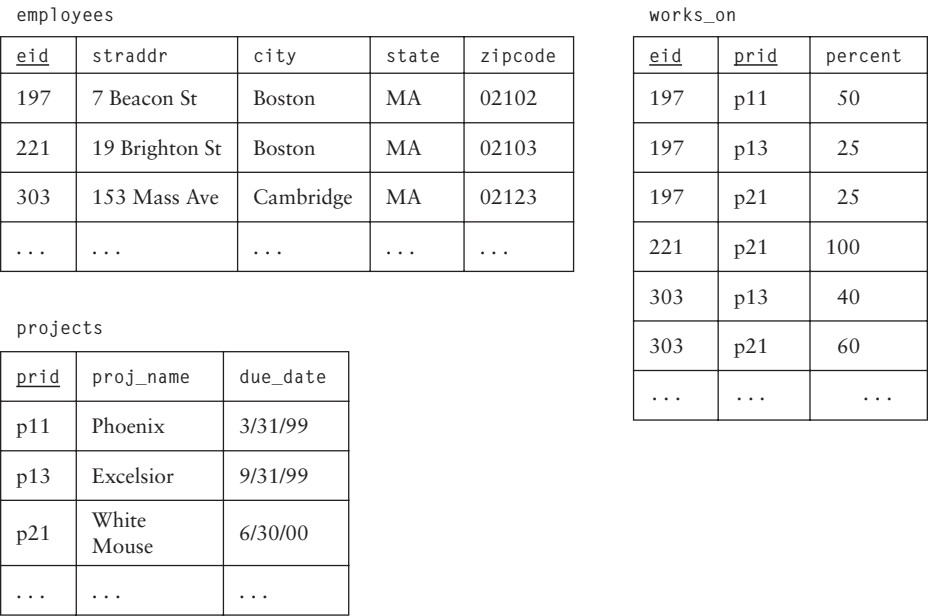 employees
eid straddr city state zipcode
197 7 Beacon St Boston MA 02102
221 19 Brighton St Boston MA 02103
303 153 Mass Ave Cambridge MA 02123
. . . . . . . . . . . . . . .
projects
prid proj_name due_date
p11 Phoenix 3/31/99
p13 Excelsior 9/31/99
p21 White Mouse 6/30/00
. . . . . . . . .
works_on
eid prid percent
197 p11 50
197 p13 25
197 p21 25
221 p21 100
303 p13 40
303 p21 60
. . . . . . . . .